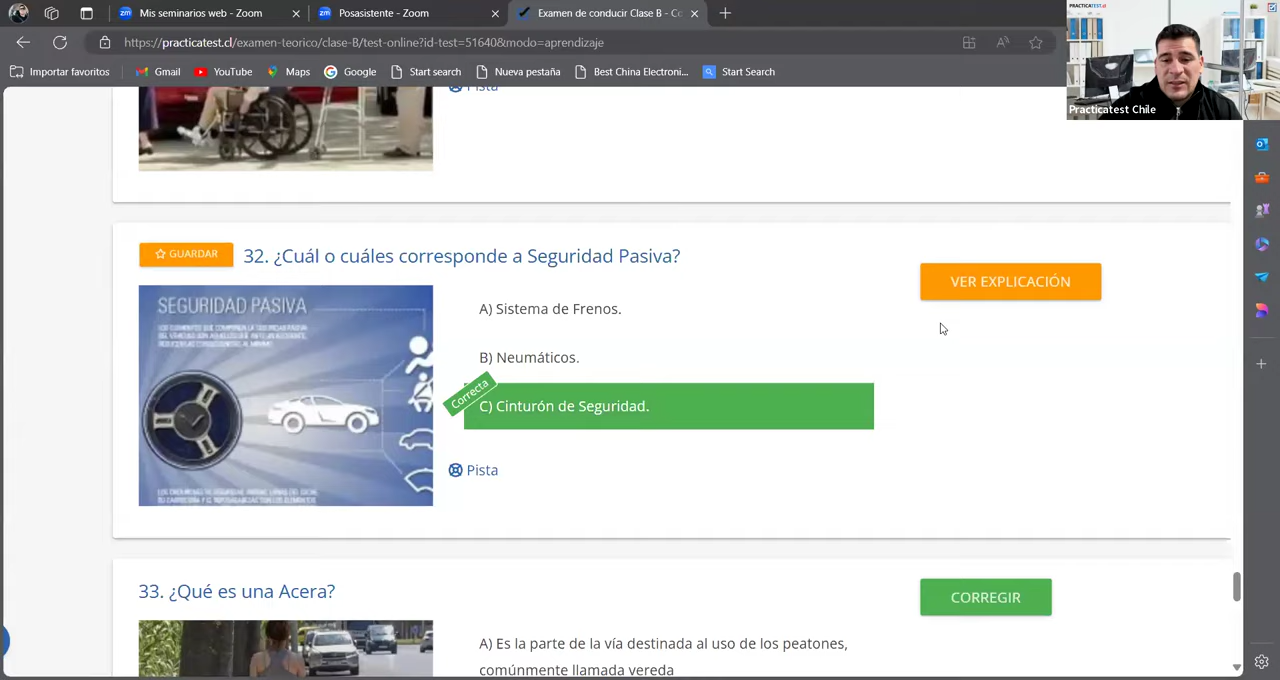 Mis seminarios web - Zoom
Posasistente - Zoom
Examen de conducir Clase B - Co
PRACTICATEST.cl
https://practicatest.cl/examen-teorico/clase-B/test-online?id-test=51640&modo=aprendizaje
Importar favoritos
Gmail
YouTube
Maps
Google
Start search
Nueva pestaña
Best China Electroni...
Start Search
Practicatest Chile
Pista
GUARDAR
32. ¿Cuál o cuáles corresponde a Seguridad Pasiva?
VER EXPLICACIÓN
SEGURIDAD PASIVA
A) Sistema de Frenos.
B) Neumáticos.
Correcta
C) Cinturón de Seguridad.
Pista
33. ¿Qué es una Acera?
CORREGIR
A) Es la parte de la vía destinada al uso de los peatones,
comúnmente llamada vereda